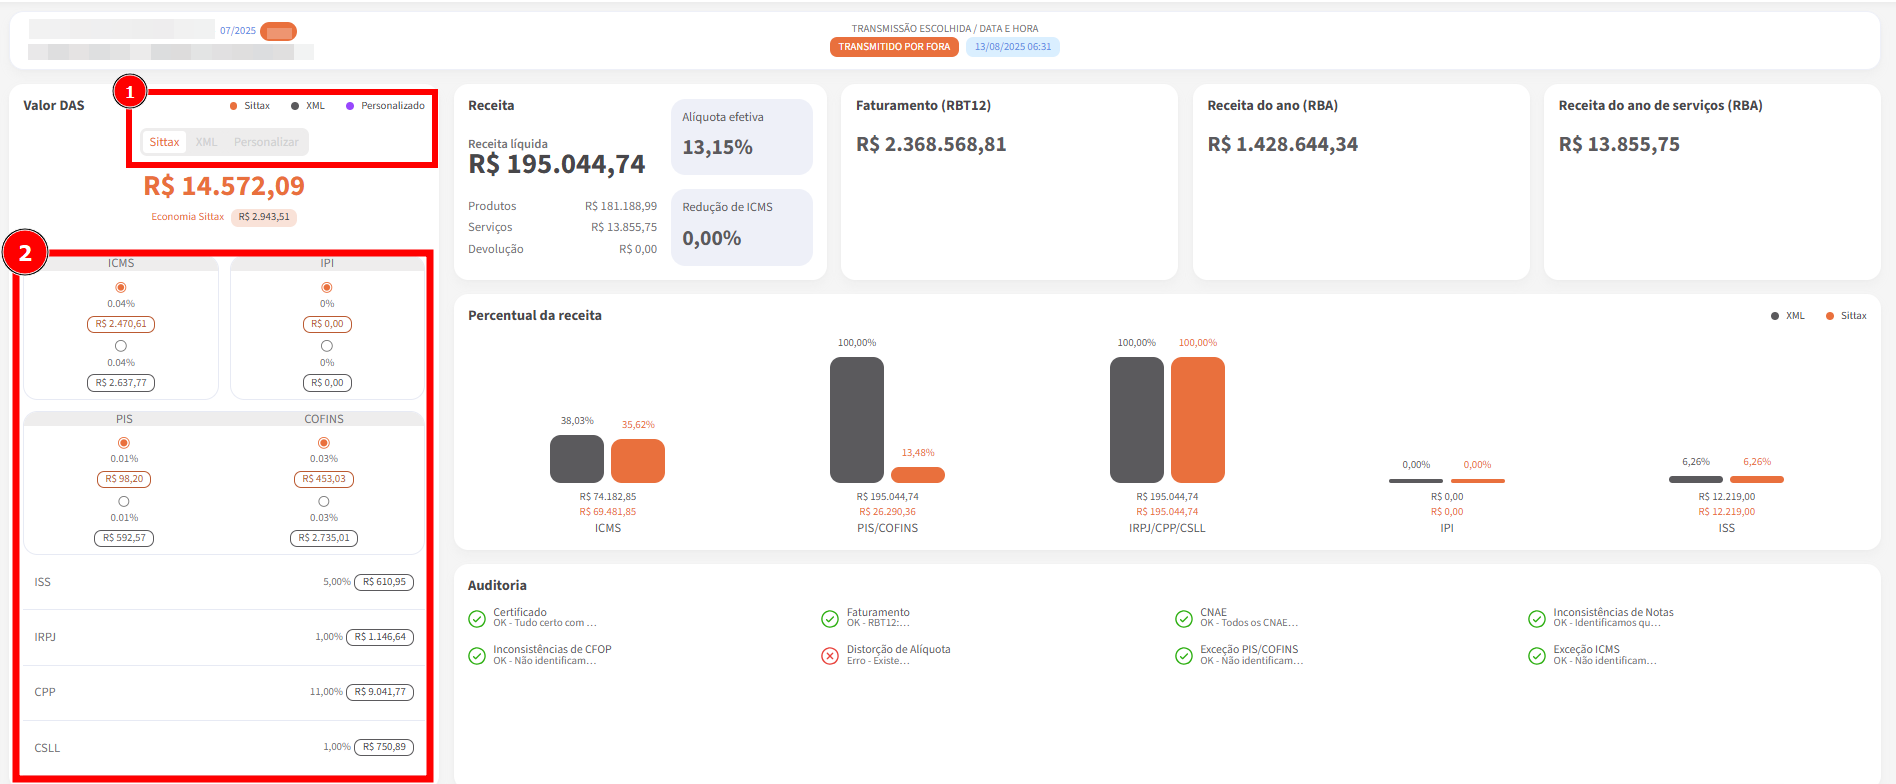 07/2025
TRANSMISSÃO ESCOLHIDA / DATA E HORA
TRANSMITIDO POR FORA 13/08/2025 06:31
1
Valor DAS
Sittax XML Personalizado
Sittax XML Personalizar
R$ 14.572,09
Economia Sittax R$ 2.943,51
2
ICMS IPI
0.04% 0%
R$ 2.470,61 R$ 0,00
0.04% 0%
R$ 2.637,77 R$ 0,00
PIS COFINS
0.01% 0.03%
R$ 98,20 R$ 453,03
0.01% 0.03%
R$ 592,57 R$ 2.735,01
ISS 5,00% R$ 610,95
IRPJ 1,00% R$ 1.146,64
CPP 11,00% R$ 9.041,77
CSLL 1,00% R$ 750,89
Receita
Receita líquida
R$ 195.044,74
Produtos R$ 181.188,99
Serviços R$ 13.855,75
Devolução R$ 0,00
Alíquota efetiva
13,15%
Redução de ICMS
0,00%
Faturamento (RBT12)
R$ 2.368.568,81
Receita do ano (RBA)
R$ 1.428.644,34
Receita do ano de serviços (RBA)
R$ 13.855,75
Percentual da receita
XML Sittax
38,03% 35,62%
R$ 74.182,85
R$ 69.481,85
ICMS
100,00% 13,48%
R$ 195.044,74
R$ 26.290,36
PIS/COFINS
100,00% 100,00%
R$ 195.044,74
R$ 195.044,74
IRPJ/CPP/CSLL
0,00% 0,00%
R$ 0,00
R$ 0,00
IPI
6,26% 6,26%
R$ 12.219,00
R$ 12.219,00
ISS
Auditoria
Certificado
OK - Tudo certo com ...
Faturamento
OK - RBT12:...
CNAE
OK - Todos os CNAE...
Inconsistências de Notas
OK - Identificamos qu...
Inconsistências de CFOP
OK - Não identificam...
Distorção de Alíquota
Erro - Existe...
Exceção PIS/COFINS
OK - Não identificam...
Exceção ICMS
OK - Não identificam...